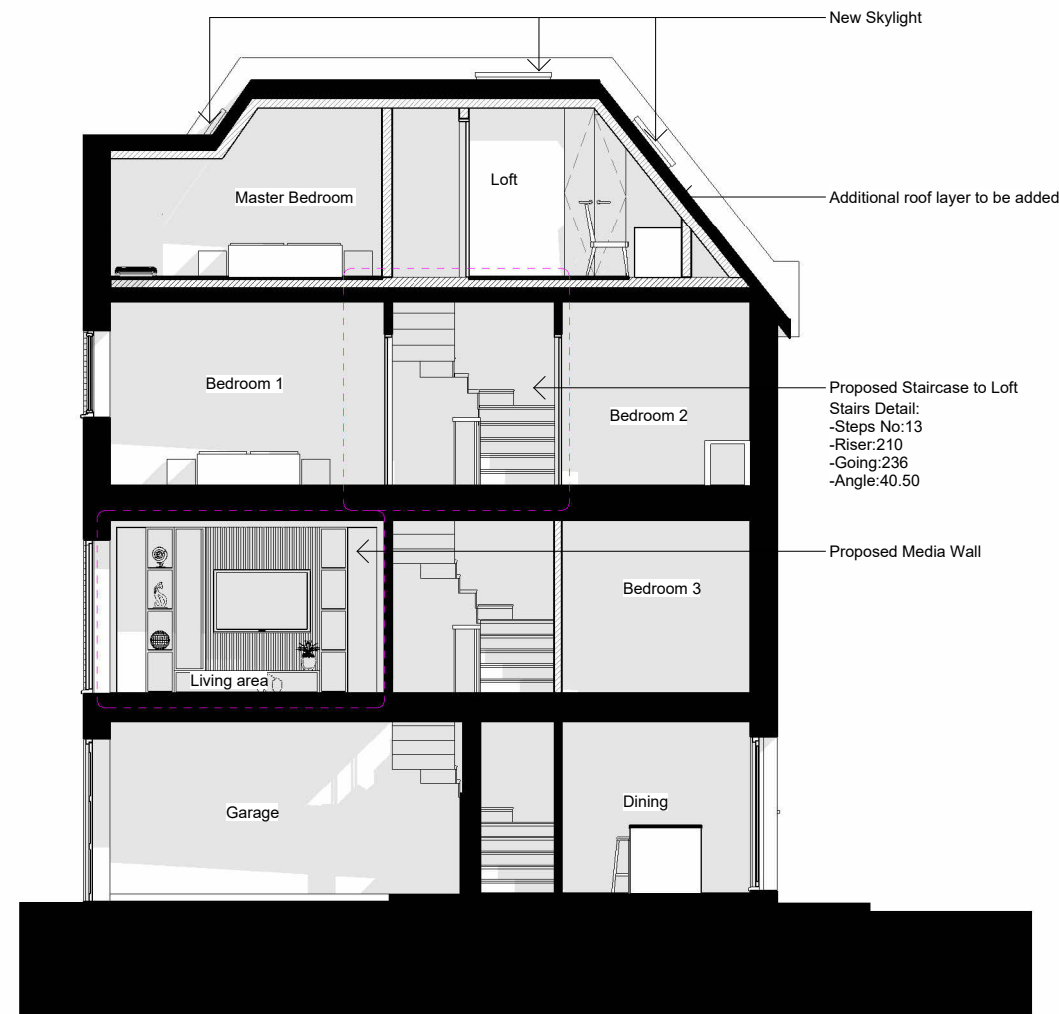 New Skylight
Loft
Master Bedroom
Additional roof layer to be added
Bedroom 1
Proposed Staircase to Loft
Stairs Detail:
-Steps No:13
-Riser:210
-Going:236
-Angle:40.50
Bedroom 2
Proposed Media Wall
Bedroom 3
Living area
Garage
Dining